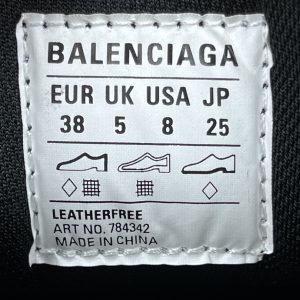 BALENCIAGA
EUR UK USA JP
38 5 8 25
LEATHERFREE
ART NO. 784342
MADE IN CHINA